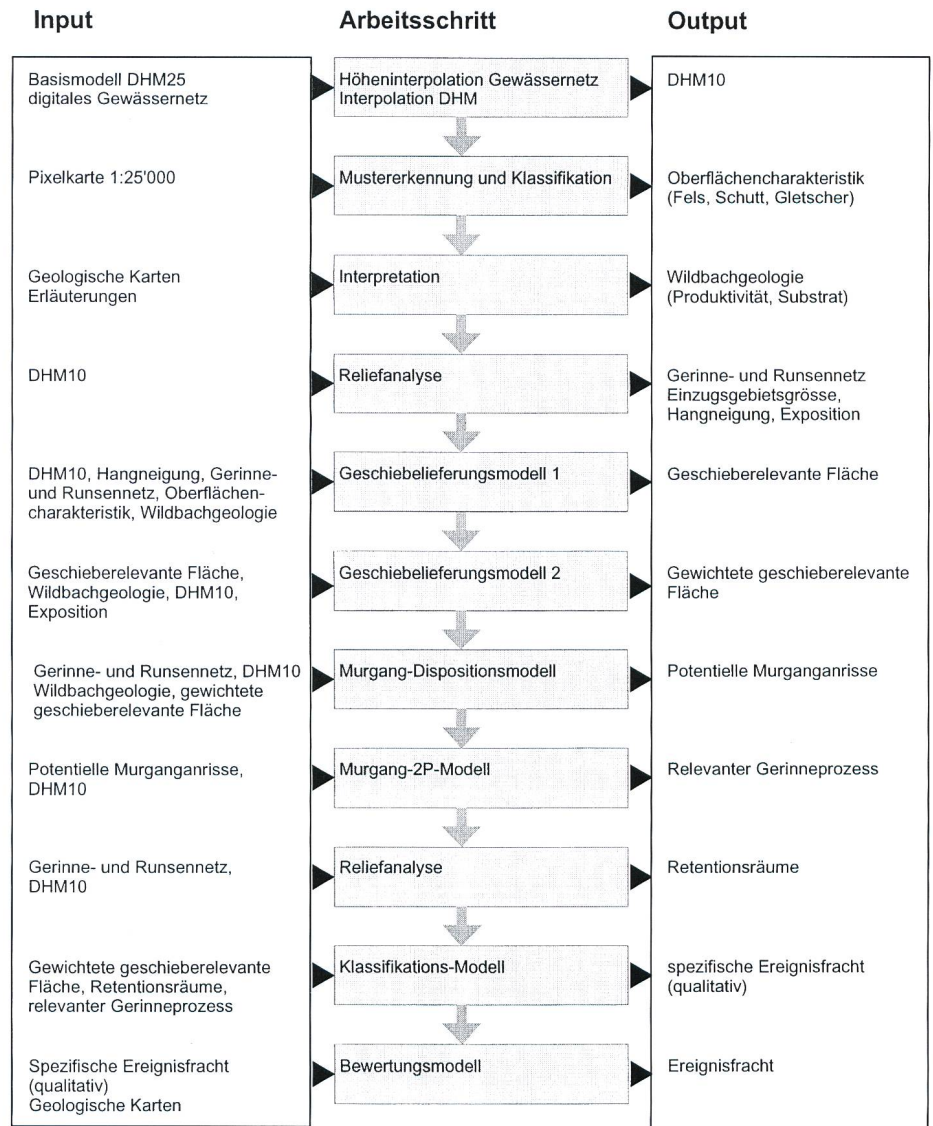 Input
Arbeitsschritt
Output
Basismodell DHM25
digitales Gewässernetz
Höheninterpolation Gewässernetz
Interpolation DHM
DHM10
Pixelkarte 1:25'000
Mustererkennung und Klassifikation
Oberflächencharakteristik
(Fels, Schutt, Gletscher)
Geologische Karten
Erläuterungen
Interpretation
Wildbachgeologie
(Produktivität, Substrat)
DHM10
Reliefanalyse
Gerinne- und Runsennetz
Einzugsgebietsgrösse,
Hangneigung, Exposition
DHM10, Hangneigung, Gerinne-
und Runsennetz, Oberflächen-
charakteristik, Wildbachgeologie
Geschiebelieferungsmodell 1
Geschieberelevante Fläche
Geschieberelevante Fläche,
Wildbachgeologie, DHM10,
Exposition
Geschiebelieferungsmodell 2
Gewichtete geschieberelevante
Fläche
Gerinne- und Runsennetz, DHM10
Wildbachgeologie, gewichtete
geschieberelevante Fläche
Murgang-Dispositionsmodell
Potentielle Murganganrisse
Potentielle Murganganrisse,
DHM10
Murgang-2P-Modell
Relevanter Gerinneprozess
Gerinne- und Runsennetz,
DHM10
Reliefanalyse
Retentionsräume
Gewichtete geschieberelevante
Fläche, Retentionsräume,
relevanter Gerinneprozess
Klassifikations-Modell
spezifische Ereignisfracht
(qualitativ)
Spezifische Ereignisfracht
(qualitativ)
Geologische Karten
Bewertungsmodell
Ereignisfracht